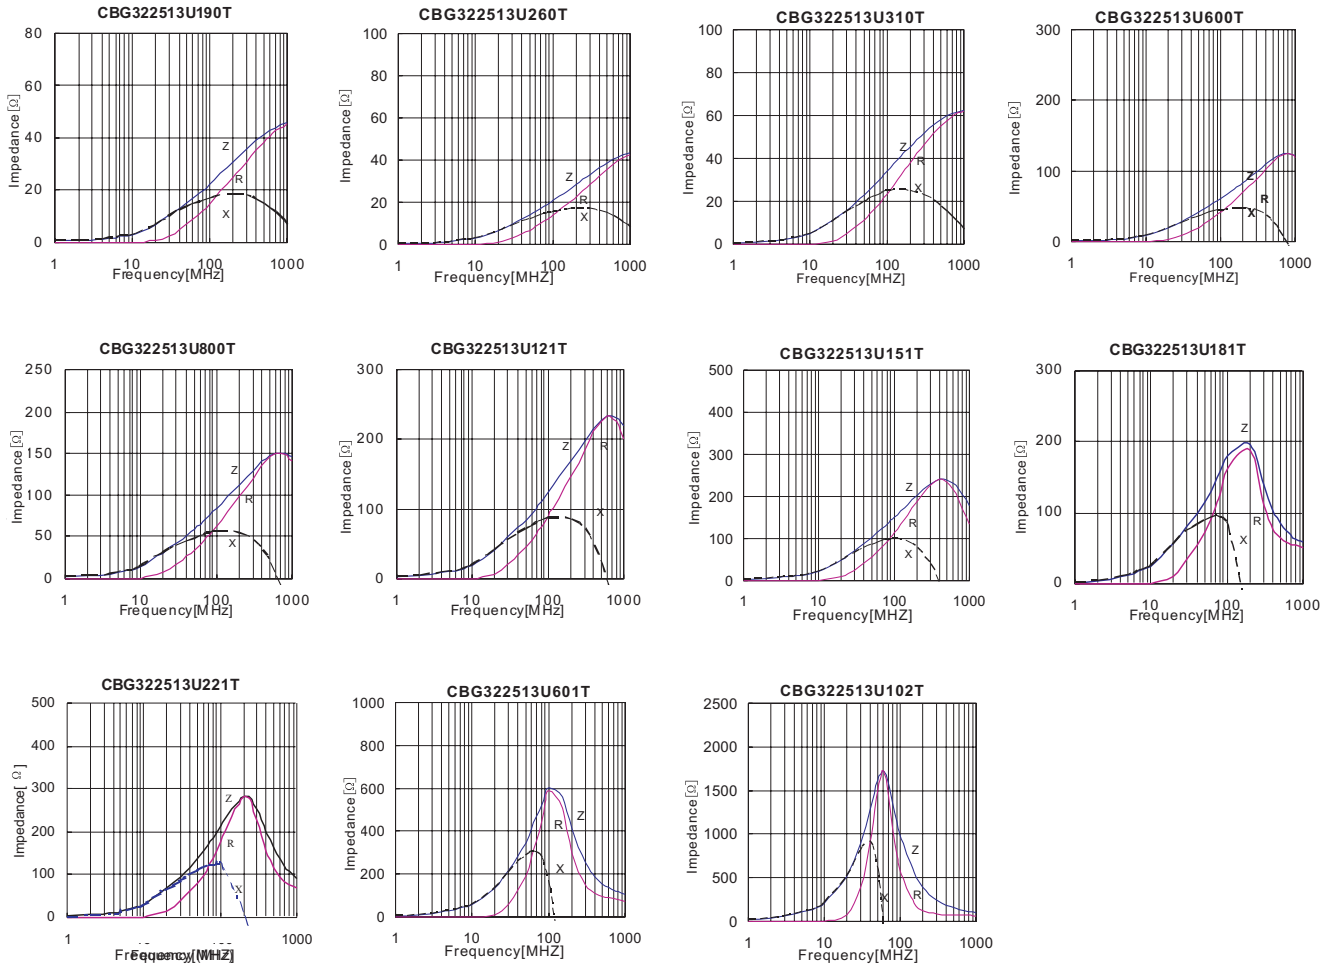 CBG322513U190T
80
60
40
20
0
Impedance[Ω]
Z
R
X
1
10
100
1000
Frequency[MHZ]
CBG322513U260T
100
80
60
40
20
0
Impedance[Ω]
Z
R
X
1
10
100
1000
Frequency[MHZ]
CBG322513U310T
100
80
60
40
20
0
Impedance[Ω]
Z
R
X
1
10
100
1000
Frequency[MHZ]
CBG322513U600T
300
200
100
0
Impedance[Ω]
Z
R
X
1
10
100
1000
Frequency[MHZ]
CBG322513U800T
250
200
150
100
50
0
Impedance[Ω]
Z
R
X
1
10
100
1000
Frequency[MHZ]
CBG322513U121T
300
200
100
0
Impedance[Ω]
Z
R
X
1
10
100
1000
Frequency[MHZ]
CBG322513U151T
500
400
300
200
100
0
Impedance[Ω]
Z
R
X
1
10
100
1000
Frequency[MHZ]
CBG322513U181T
300
200
100
0
Impedance[Ω]
Z
R
X
1
10
100
1000
Frequency[MHZ]
CBG322513U221T
500
400
300
200
100
0
Impedance[ Ω ]
Z
R
X
1
10
100
1000
CBG322513U601T
1000
800
600
400
200
0
Impedance[Ω]
Z
R
X
1
10
100
1000
Frequency[MHZ]
CBG322513U102T
2500
2000
1500
1000
500
0
Impedance[Ω]
Z
R
X
1
10
100
1000
Frequency[MHZ]